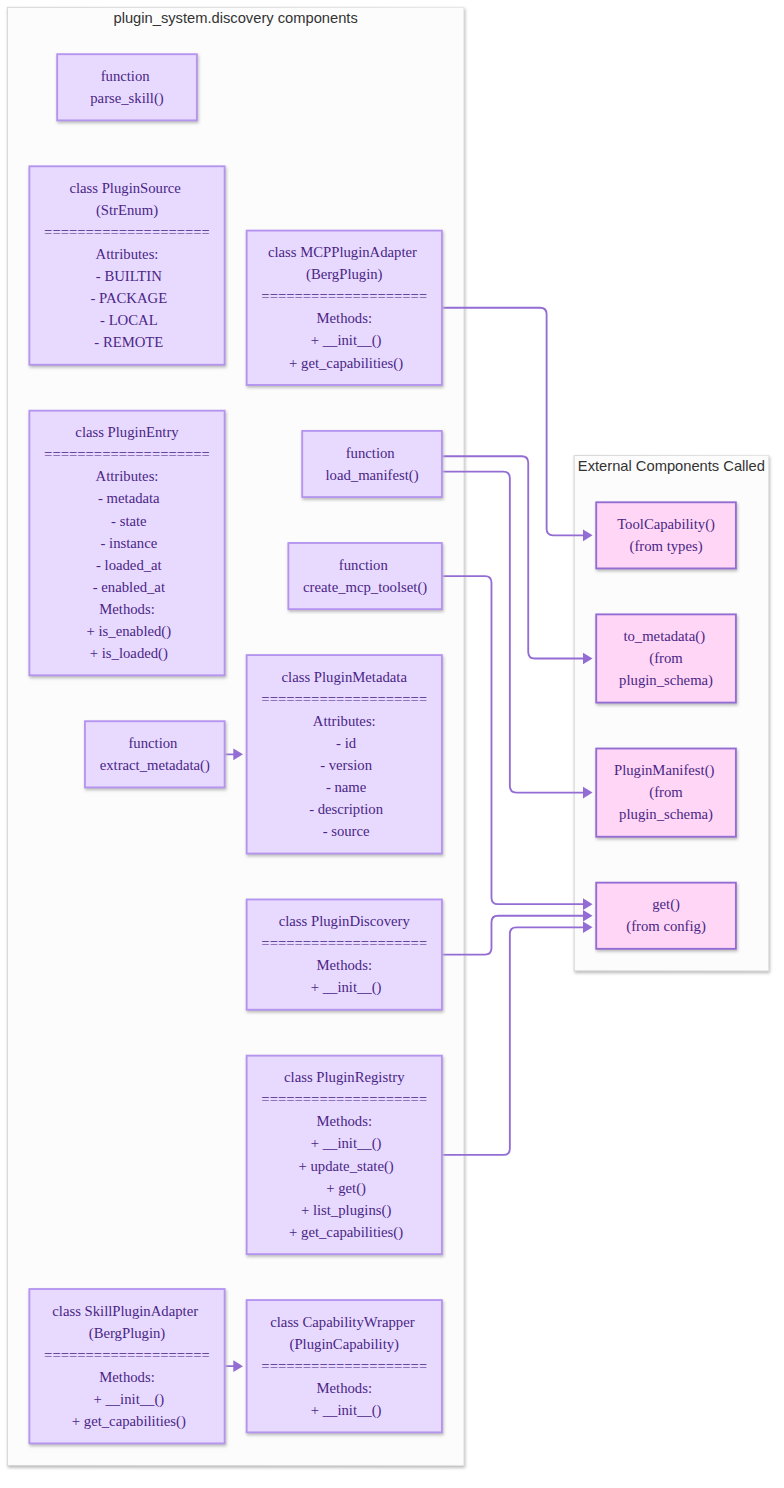 plugin_system.discovery components
function
parse_skill()
class PluginSource
(StrEnum)
====================
Attributes:
- BUILTIN
- PACKAGE
- LOCAL
- REMOTE
class MCPPluginAdapter
(BergPlugin)
====================
Methods:
+ __init__()
+ get_capabilities()
class PluginEntry
====================
Attributes:
- metadata
- state
- instance
- loaded_at
- enabled_at
Methods:
+ is_enabled()
+ is_loaded()
function
load_manifest()
function
create_mcp_toolset()
function
extract_metadata()
class PluginMetadata
====================
Attributes:
- id
- version
- name
- description
- source
class PluginDiscovery
====================
Methods:
+ __init__()
class PluginRegistry
====================
Methods:
+ __init__()
+ update_state()
+ get()
+ list_plugins()
+ get_capabilities()
class SkillPluginAdapter
(BergPlugin)
====================
Methods:
+ __init__()
+ get_capabilities()
class CapabilityWrapper
(PluginCapability)
====================
Methods:
+ __init__()
External Components Called
ToolCapability()
(from types)
to_metadata()
(from
plugin_schema)
PluginManifest()
(from
plugin_schema)
get()
(from config)